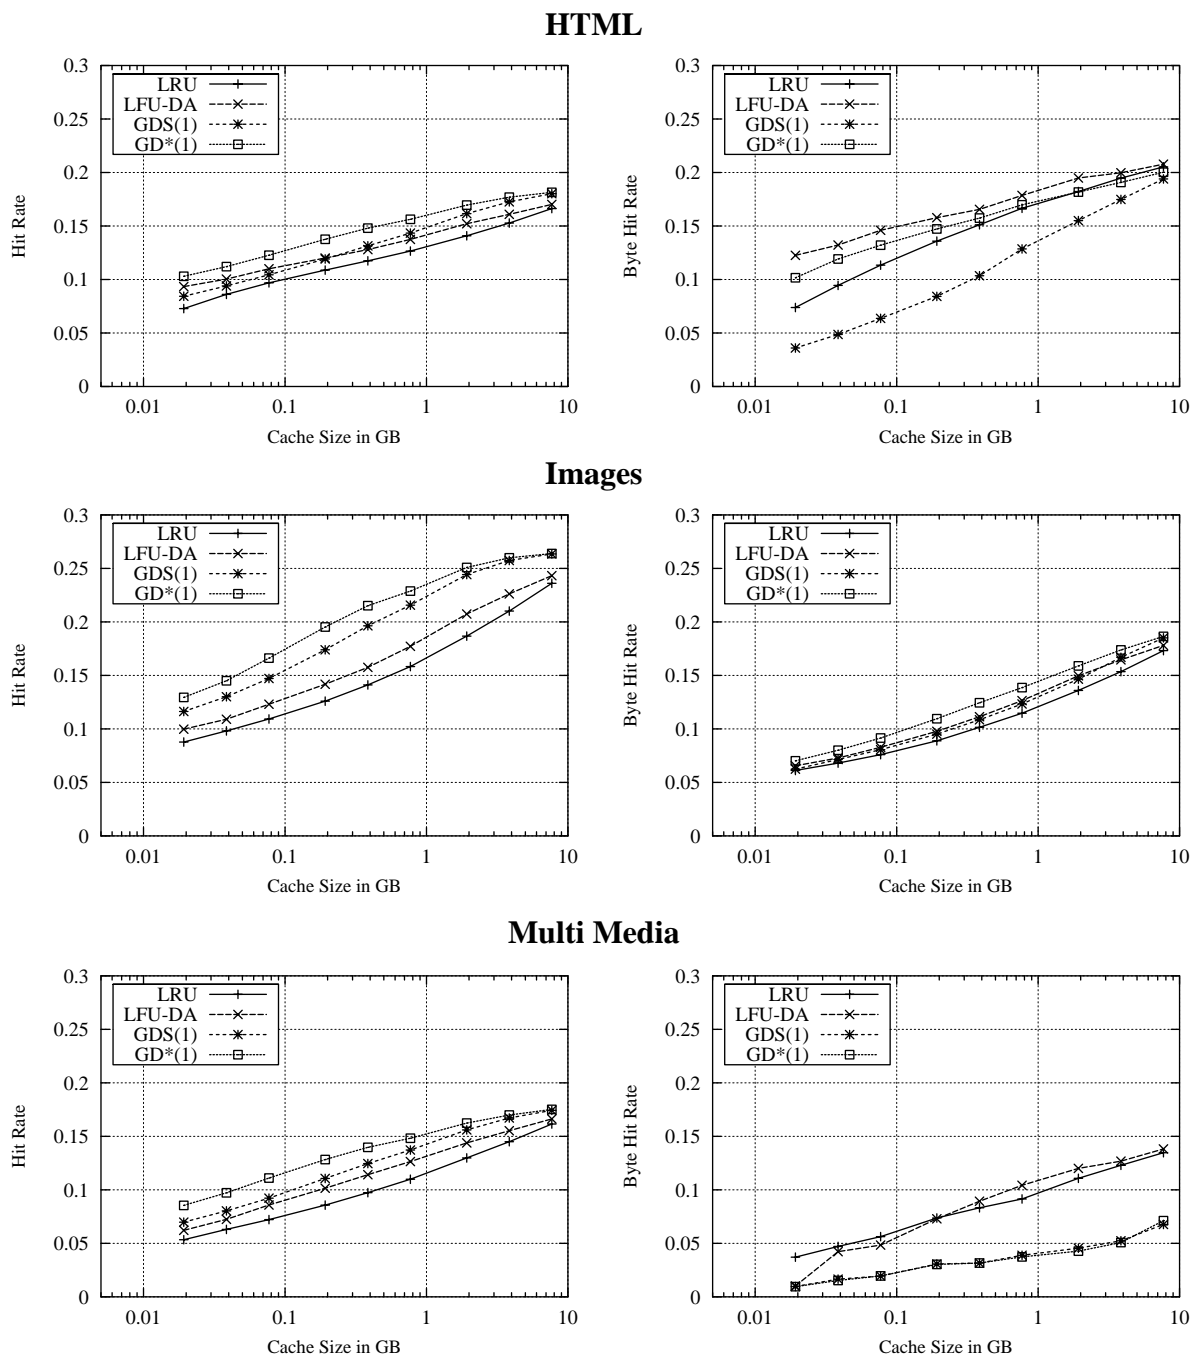 HTML
Hit Rate
0.3
0.25
0.2
0.15
0.1
0.05
0
LRU
LFU-DA
GDS(1)
GD*(1)
0.01 0.1 1 10
Cache Size in GB
Byte Hit Rate
0.3
0.25
0.2
0.15
0.1
0.05
0
LRU
LFU-DA
GDS(1)
GD*(1)
0.01 0.1 1 10
Cache Size in GB
Images
Hit Rate
0.3
0.25
0.2
0.15
0.1
0.05
0
LRU
LFU-DA
GDS(1)
GD*(1)
0.01 0.1 1 10
Cache Size in GB
Byte Hit Rate
0.3
0.25
0.2
0.15
0.1
0.05
0
LRU
LFU-DA
GDS(1)
GD*(1)
0.01 0.1 1 10
Cache Size in GB
Multi Media
Hit Rate
0.3
0.25
0.2
0.15
0.1
0.05
0
LRU
LFU-DA
GDS(1)
GD*(1)
0.01 0.1 1 10
Cache Size in GB
Byte Hit Rate
0.3
0.25
0.2
0.15
0.1
0.05
0
LRU
LFU-DA
GDS(1)
GD*(1)
0.01 0.1 1 10
Cache Size in GB